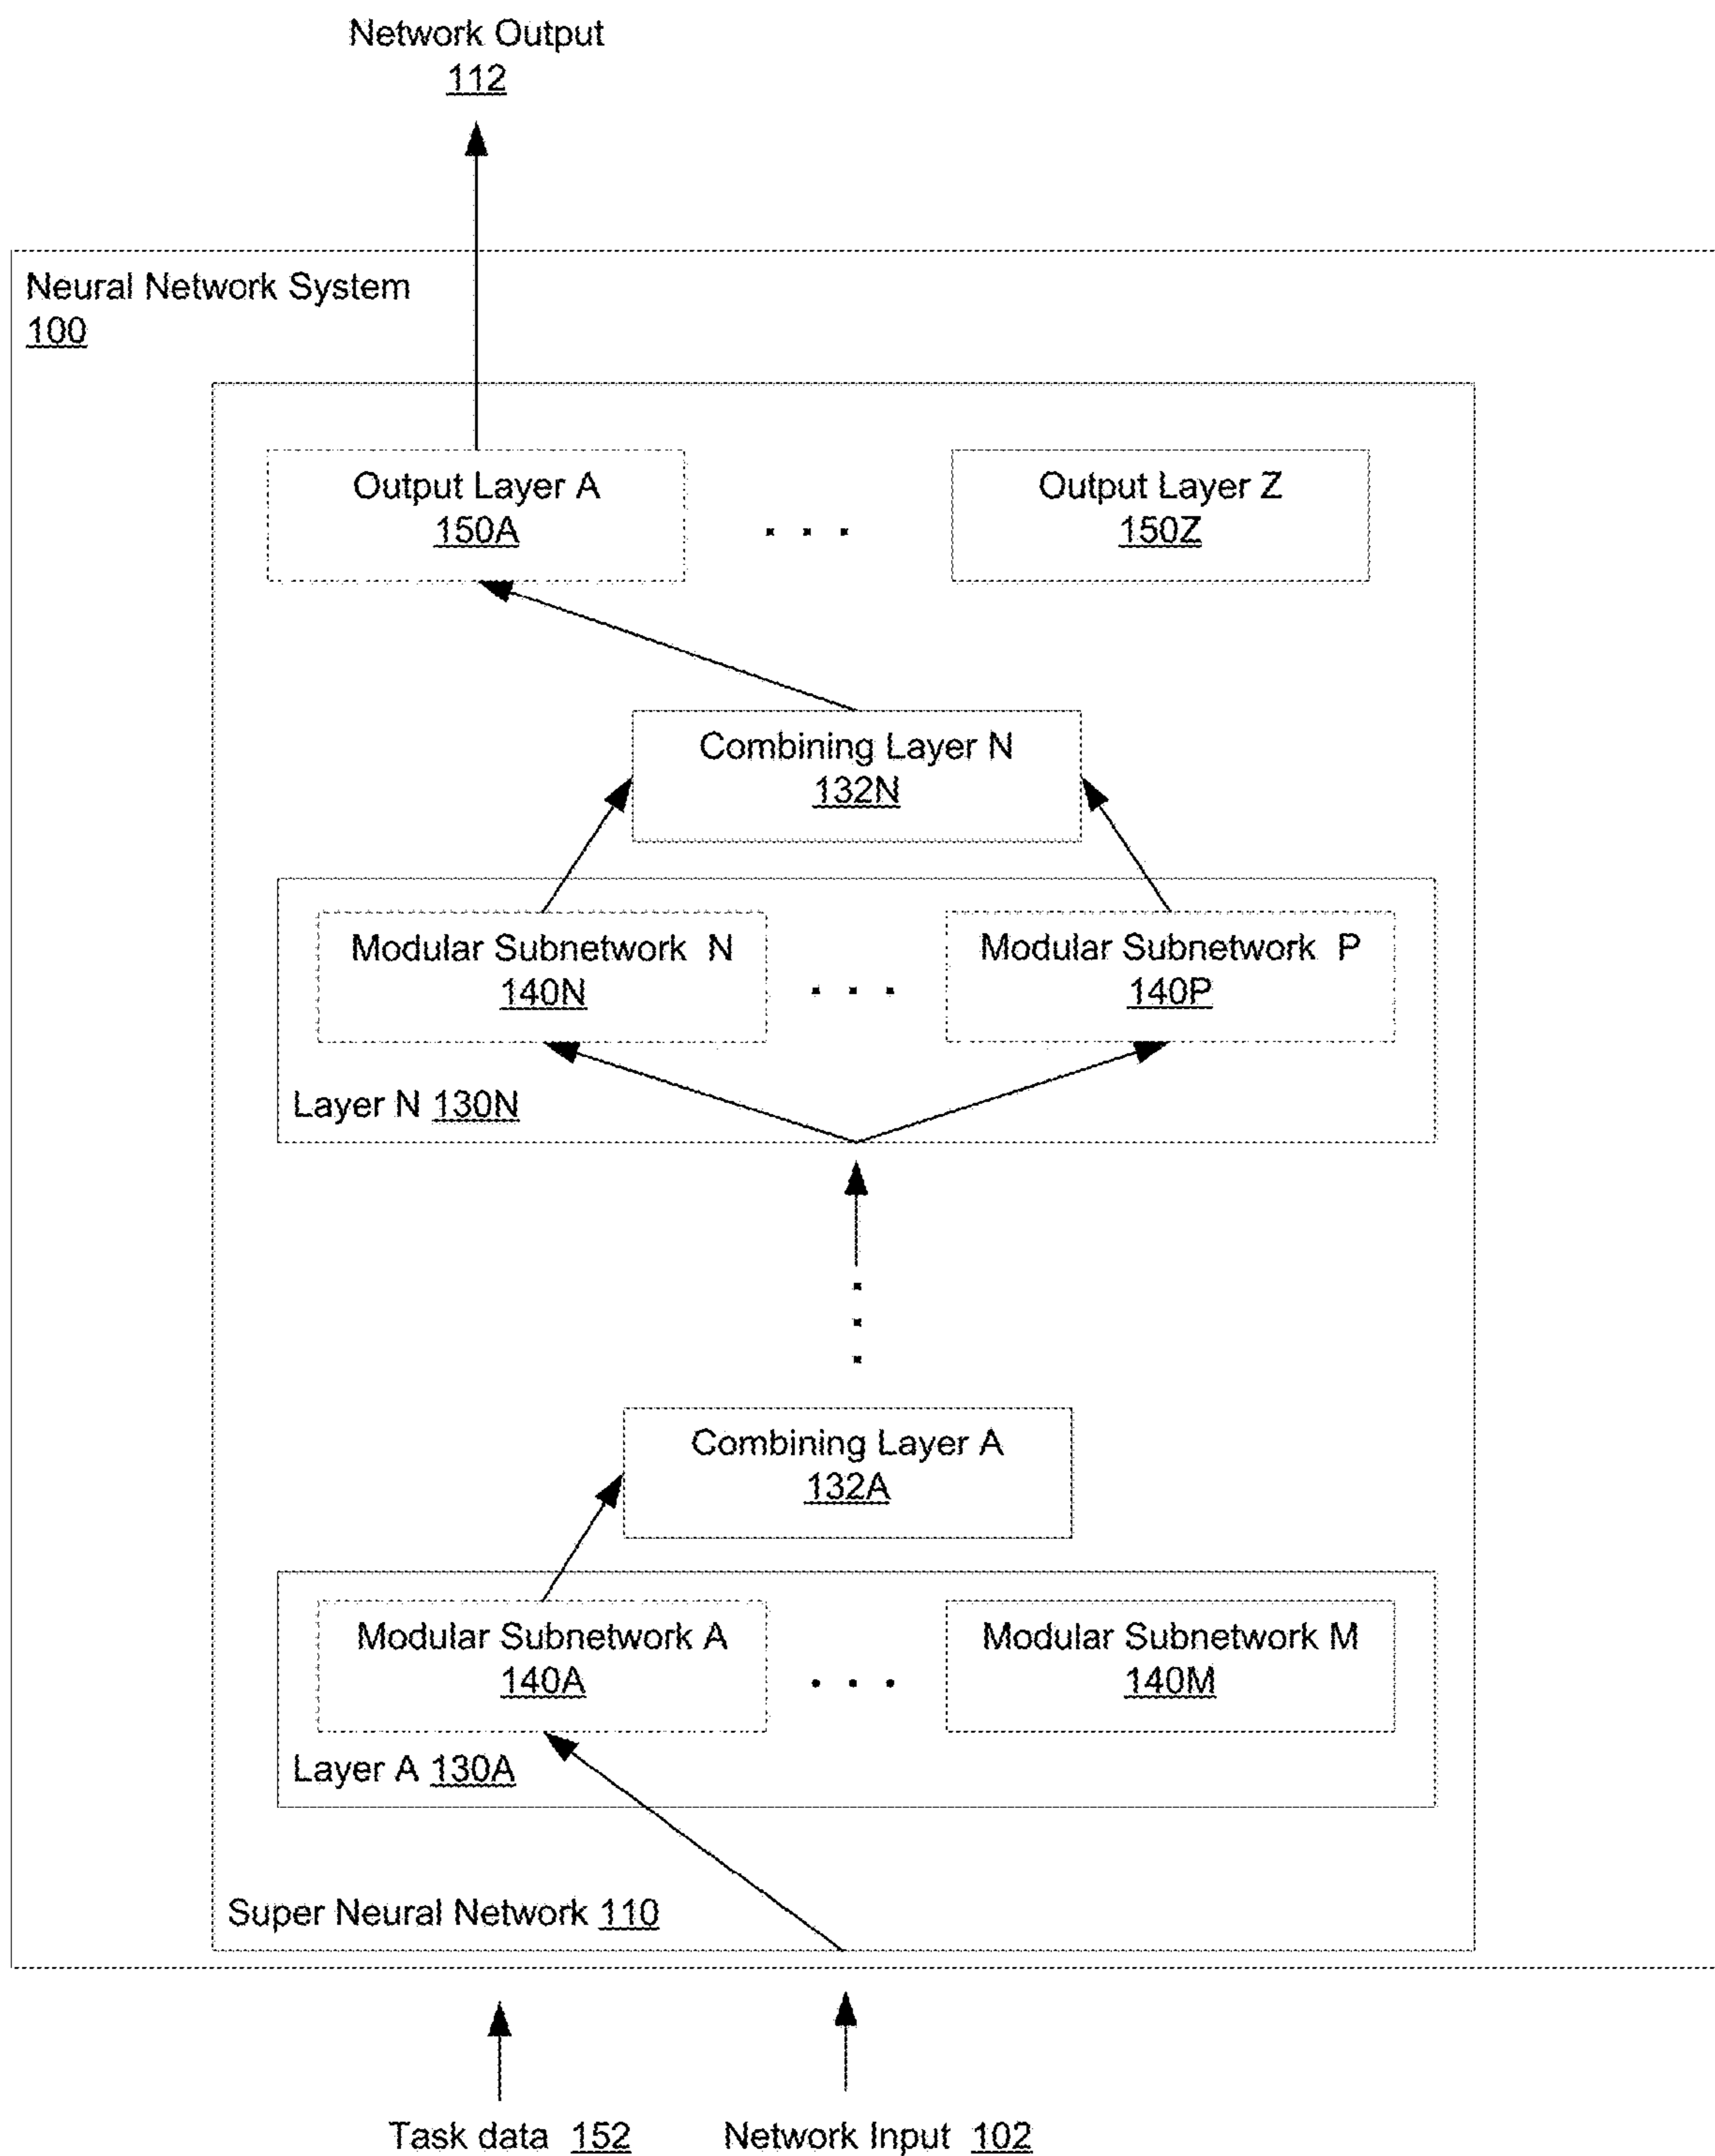 Network Output
112
Neural Network System
100
Output Layer A
150A
. . .
Output Layer Z
150Z
Combining Layer N
132N
Modular Subnetwork N
140N
. . .
Modular Subnetwork P
140P
Layer N 130N
Combining Layer A
132A
Modular Subnetwork A
140A
. . .
Modular Subnetwork M
140M
Layer A 130A
Super Neural Network 110
Task data 152
Network Input 102